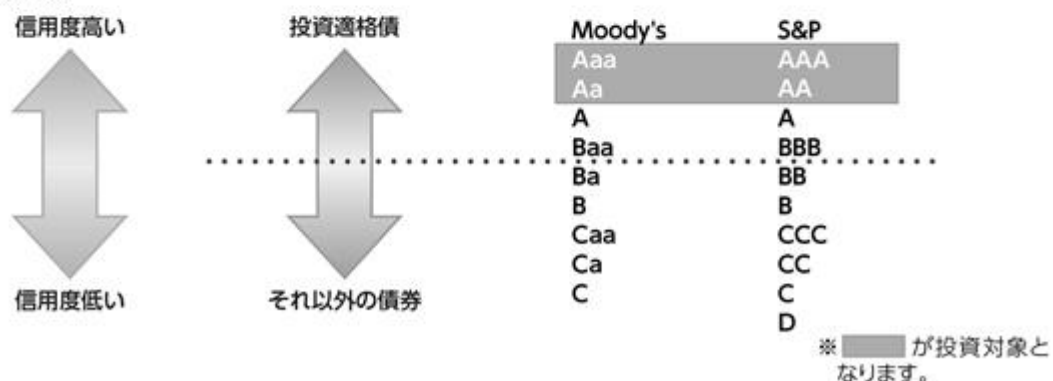 信用度高い 投資適格債 Moody's S&P
Aaa AAA
Aa AA
A A
Baa BBB
Ba BB
B B
Caa CCC
Ca CC
信用度低い それ以外の債券 C C
D
※ が投資対象と
なります。